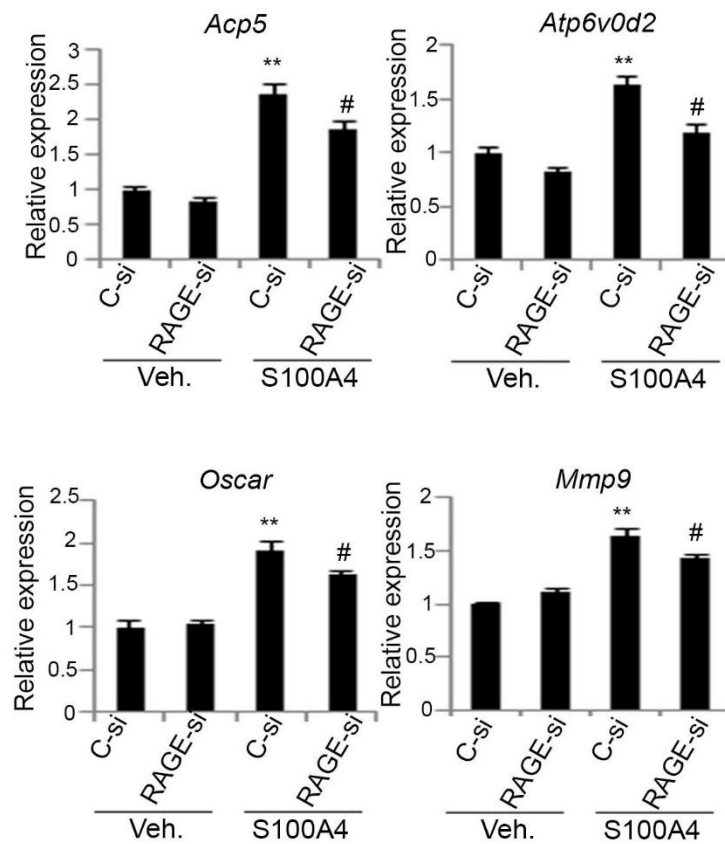 Acp5
Relative expression
3
2.5
2
1.5
1
0.5
0
**
#
C-si
RAGE-si
C-si
RAGE-si
Veh.
S100A4
Atp6v0d2
Relative expression
2
1.5
1
0.5
0
**
#
C-si
RAGE-si
C-si
RAGE-si
Veh.
S100A4
Oscar
Relative expression
2.5
2
1.5
1
0.5
0
**
#
C-si
RAGE-si
C-si
RAGE-si
Veh.
S100A4
Mmp9
Relative expression
2
1.5
1
0.5
0
**
#
C-si
RAGE-si
C-si
RAGE-si
Veh.
S100A4